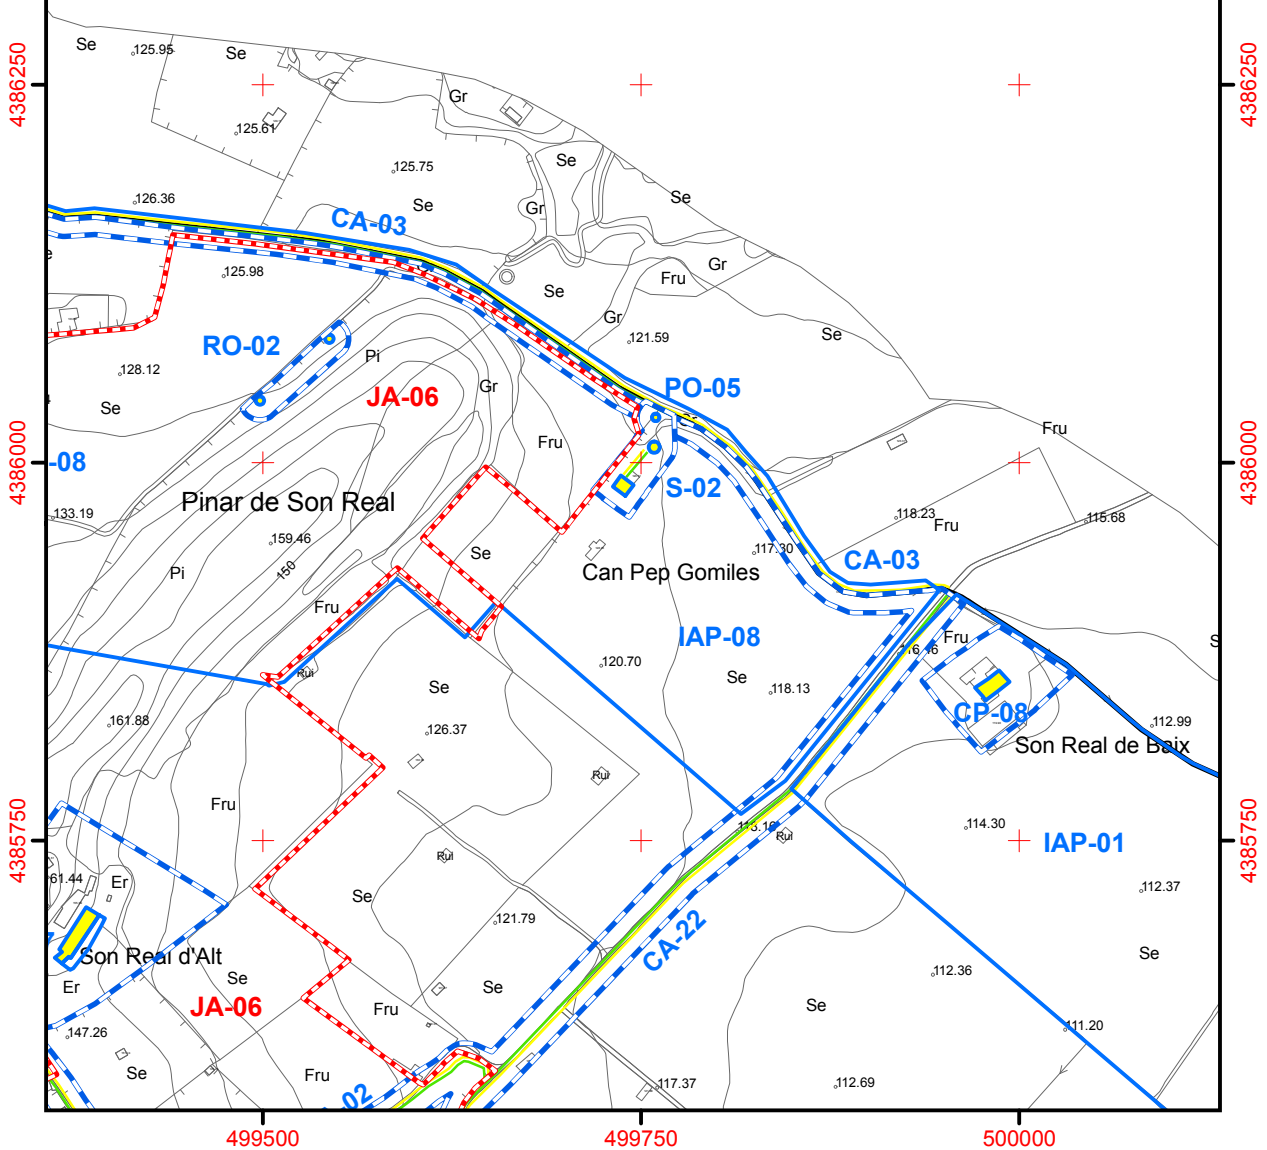 Se
125.95
Se
4386250
4386250
Gr
125.61
125.75
Se
126.36
Se
Se
Gr
CA-03
Gr
125.98
Fru
Se
Gr
RO-02
121.59
Se
Pi
128.12
JA-06
Gr
PO-05
Se
Fru
Fru
4386000
-08
4386000
S-02
Pinar de Son Real
133.19
118.23
Fru
115.68
159.46
Se
117.30
CA-03
150
Pi
Can Pep Gomiles
Fru
IAP-08
Fru
120.70
Rui
Se
Se
118.13
CP-08
161.88
126.37
112.99
Son Real de Baix
Rui
Fru
114.30
IAP-01
4385750
Rui
Rui
4385750
61.44
Er
112.37
Se
121.79
CA-22
Son Real d'Alt
Se
Se
112.36
Er
Se
JA-06
Fru
Se
147.26
111.20
Se
Fru
117.37
112.69
-02
499500
499750
500000